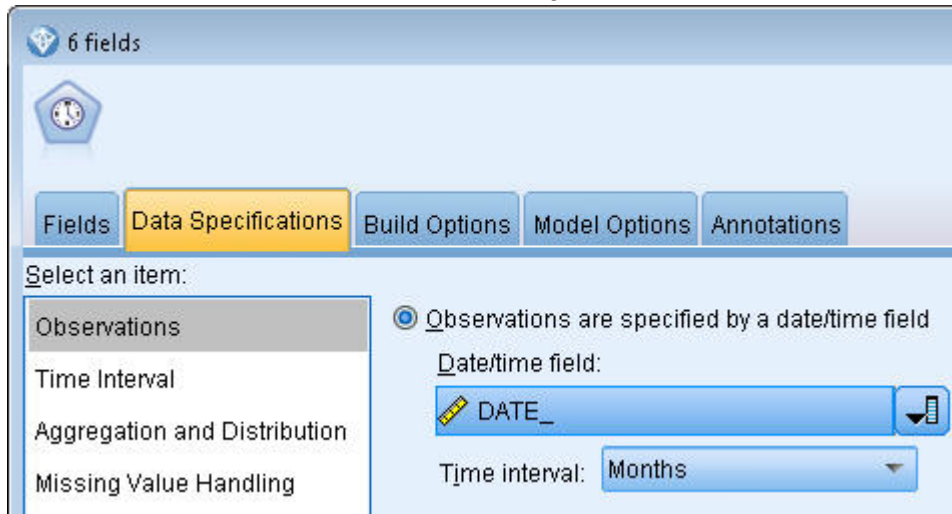 6 fields
Fields Data Specifications Build Options Model Options Annotations
Select an item:
Observations
Time Interval
Aggregation and Distribution
Missing Value Handling
Observations are specified by a date/time field
Date/time field:
DATE_
Time interval: Months